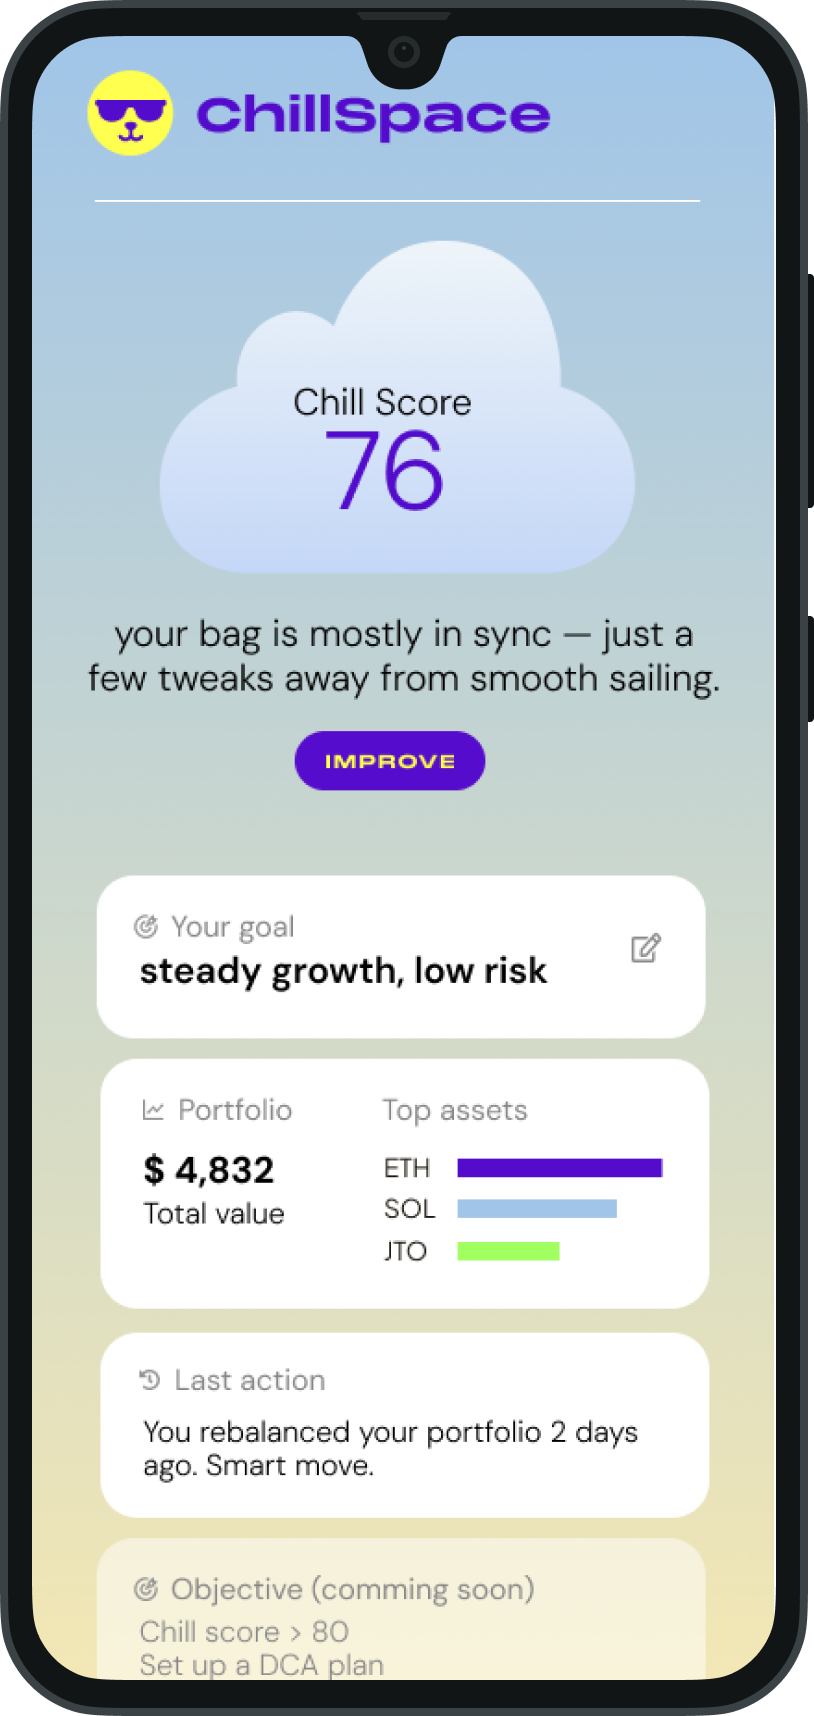 ChillSpace
Chill Score
76
your bag is mostly in sync — just a
few tweaks away from smooth sailing.
IMPROVE
Your goal
steady growth, low risk
Portfolio
$ 4,832
Total value
Top assets
ETH
SOL
JTO
Last action
You rebalanced your portfolio 2 days
ago. Smart move.
Objective (comming soon)
Chill score > 80
Set up a DCA plan